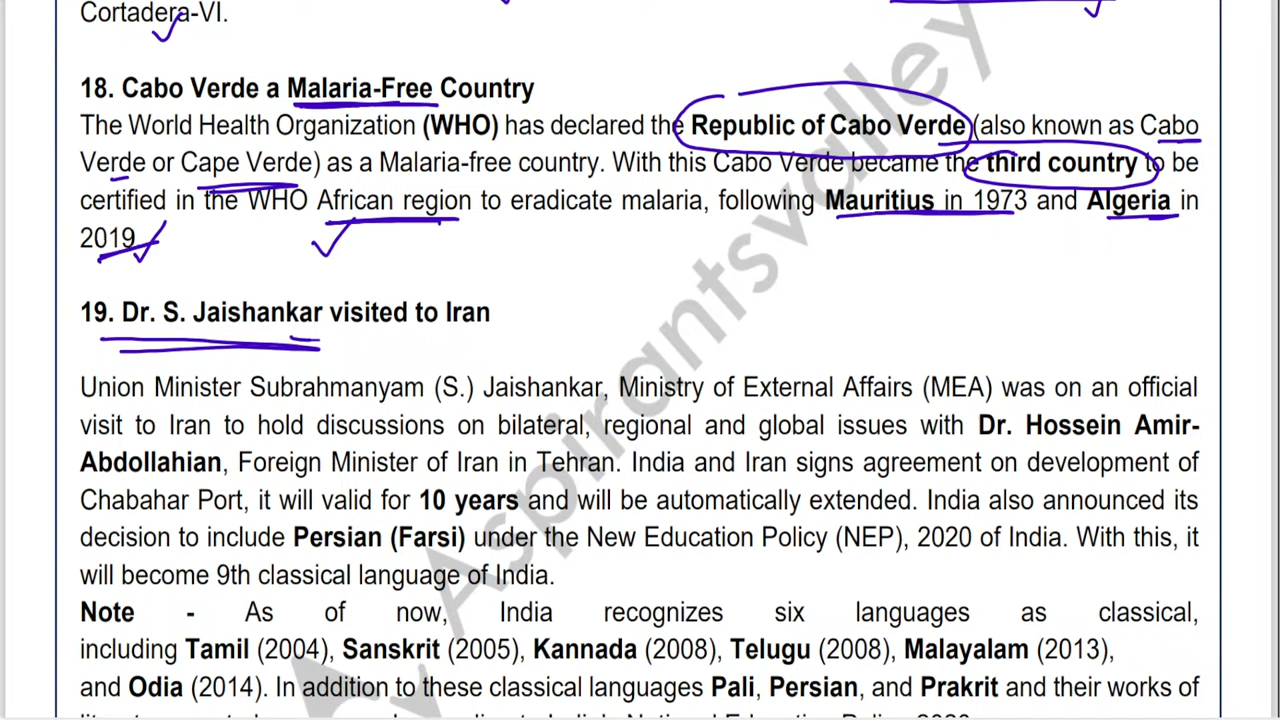 Cortadera-VI.
18. Cabo Verde a Malaria-Free Country
The World Health Organization (WHO) has declared the Republic of Cabo Verde (also known as Cabo
Verde or Cape Verde) as a Malaria-free country. With this Cabo Verde became the third country to be
certified in the WHO African region to eradicate malaria, following Mauritius in 1973 and Algeria in
2019.
19. Dr. S. Jaishankar visited to Iran
Union Minister Subrahmanyam (S.) Jaishankar, Ministry of External Affairs (MEA) was on an official
visit to Iran to hold discussions on bilateral, regional and global issues with Dr. Hossein Amir-
Abdollahian, Foreign Minister of Iran in Tehran. India and Iran signs agreement on development of
Chabahar Port, it will valid for 10 years and will be automatically extended. India also announced its
decision to include Persian (Farsi) under the New Education Policy (NEP), 2020 of India. With this, it
will become 9th classical language of India.
Note - As of now, India recognizes six languages as classical,
including Tamil (2004), Sanskrit (2005), Kannada (2008), Telugu (2008), Malayalam (2013),
and Odia (2014). In addition to these classical languages Pali, Persian, and Prakrit and their works of
Aspirantsvalley